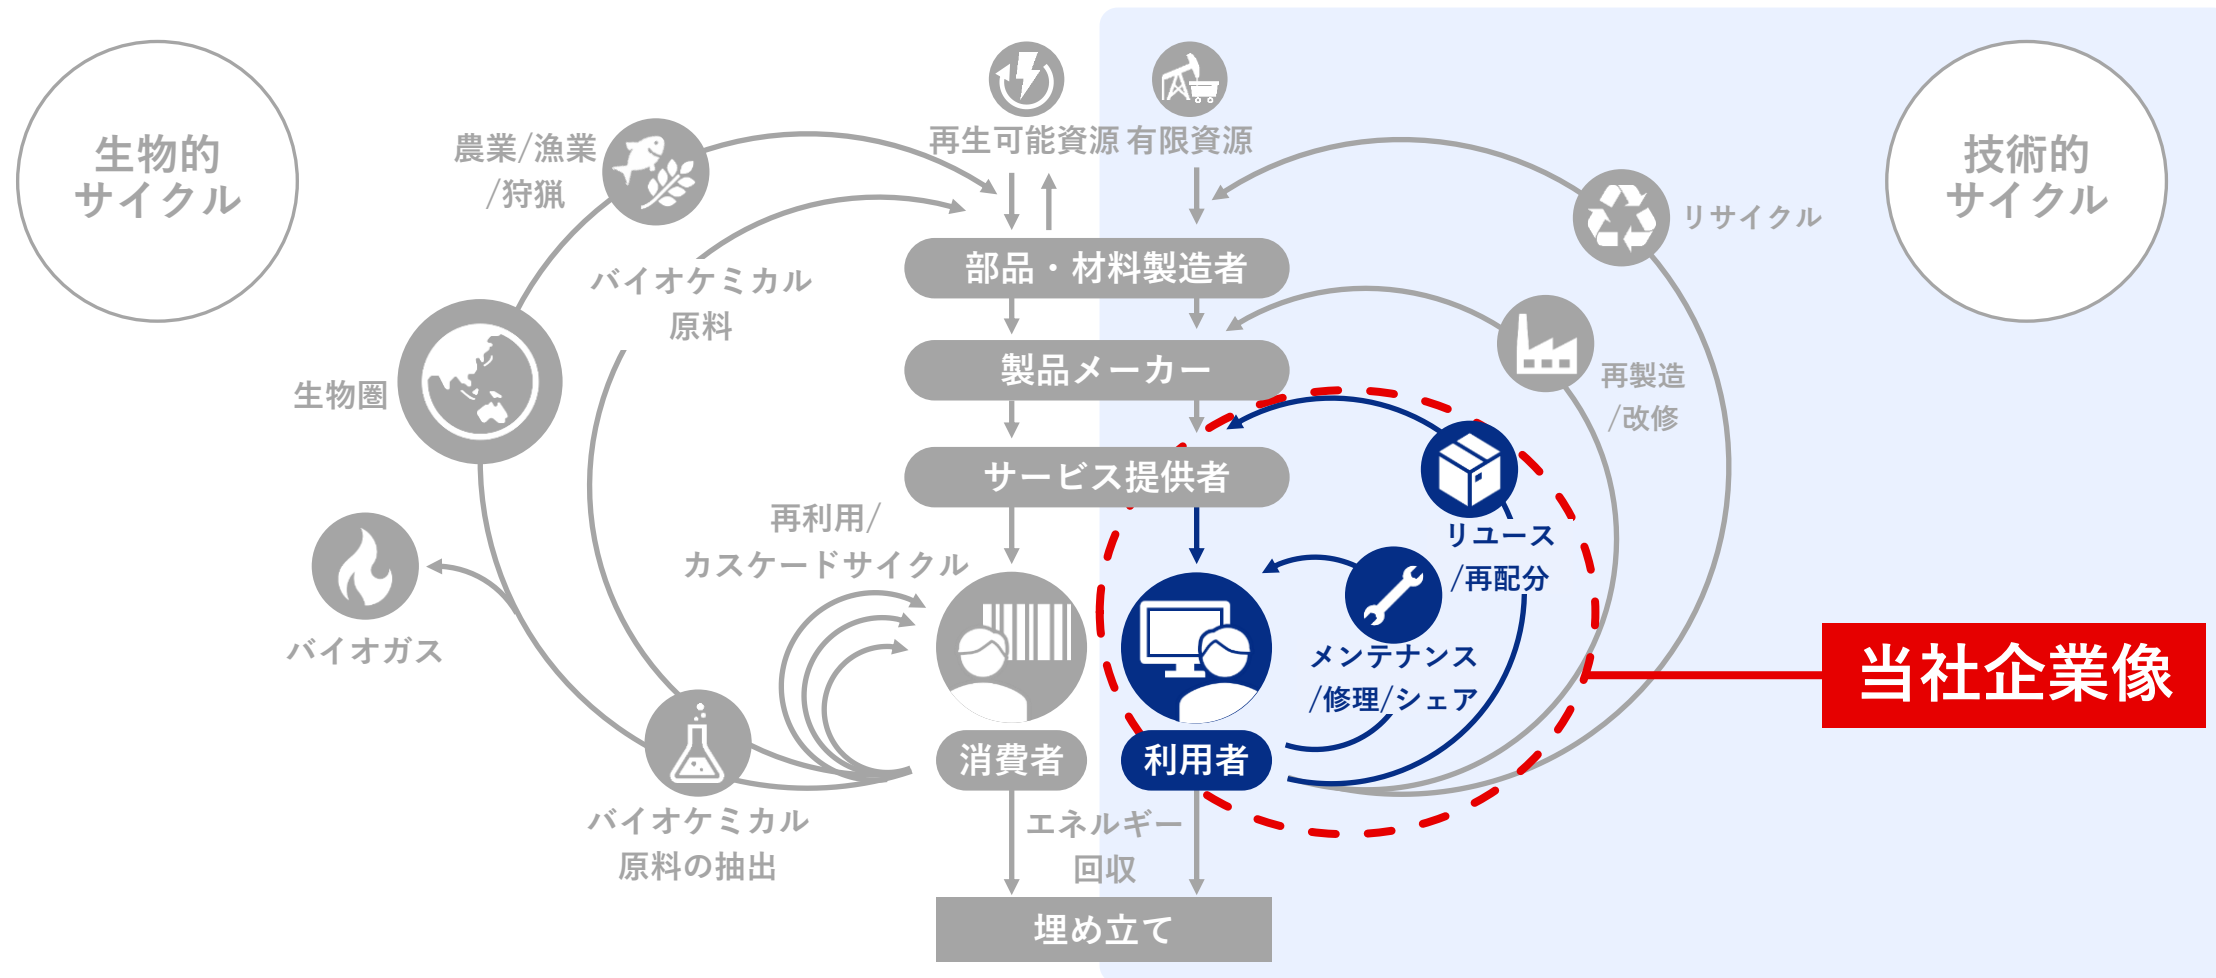 生物的
サイクル
農業/漁業
/狩猟
再生可能資源
有限資源
技術的
サイクル
リサイクル
バイオケミカル
原料
部品・材料製造者
生物圏
製品メーカー
再製造
/改修
サービス提供者
再利用/
カスケードサイクル
リユース
/再配分
バイオガス
メンテナンス
/修理/シェア
当社企業像
消費者
利用者
バイオケミカル
原料の抽出
エネルギー
回収
埋め立て